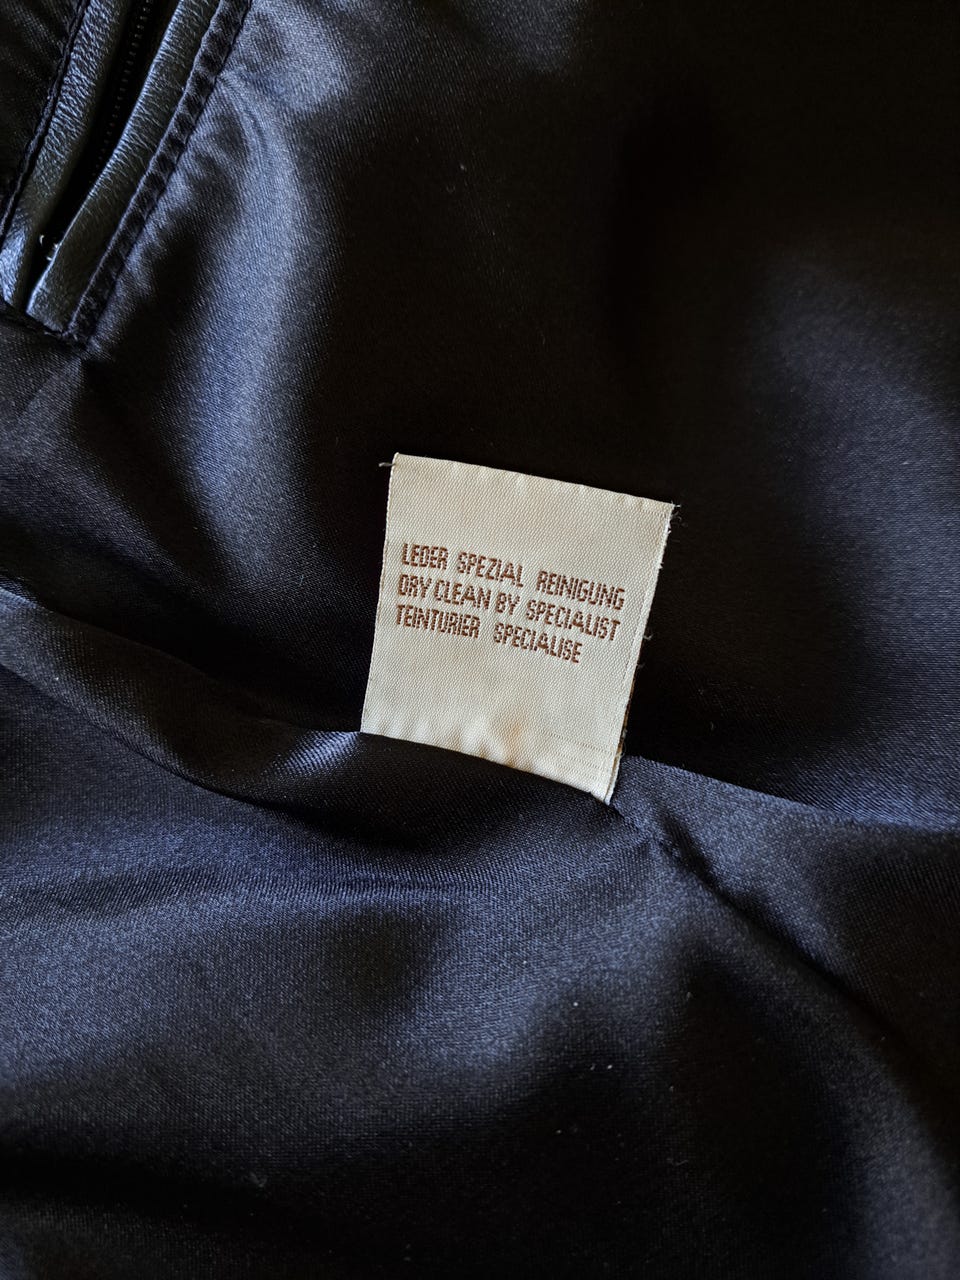 LEDER SPEZIAL REINIGUNG
DRY CLEAN BY SPECIALIST
TEINTURIER SPECIALISE